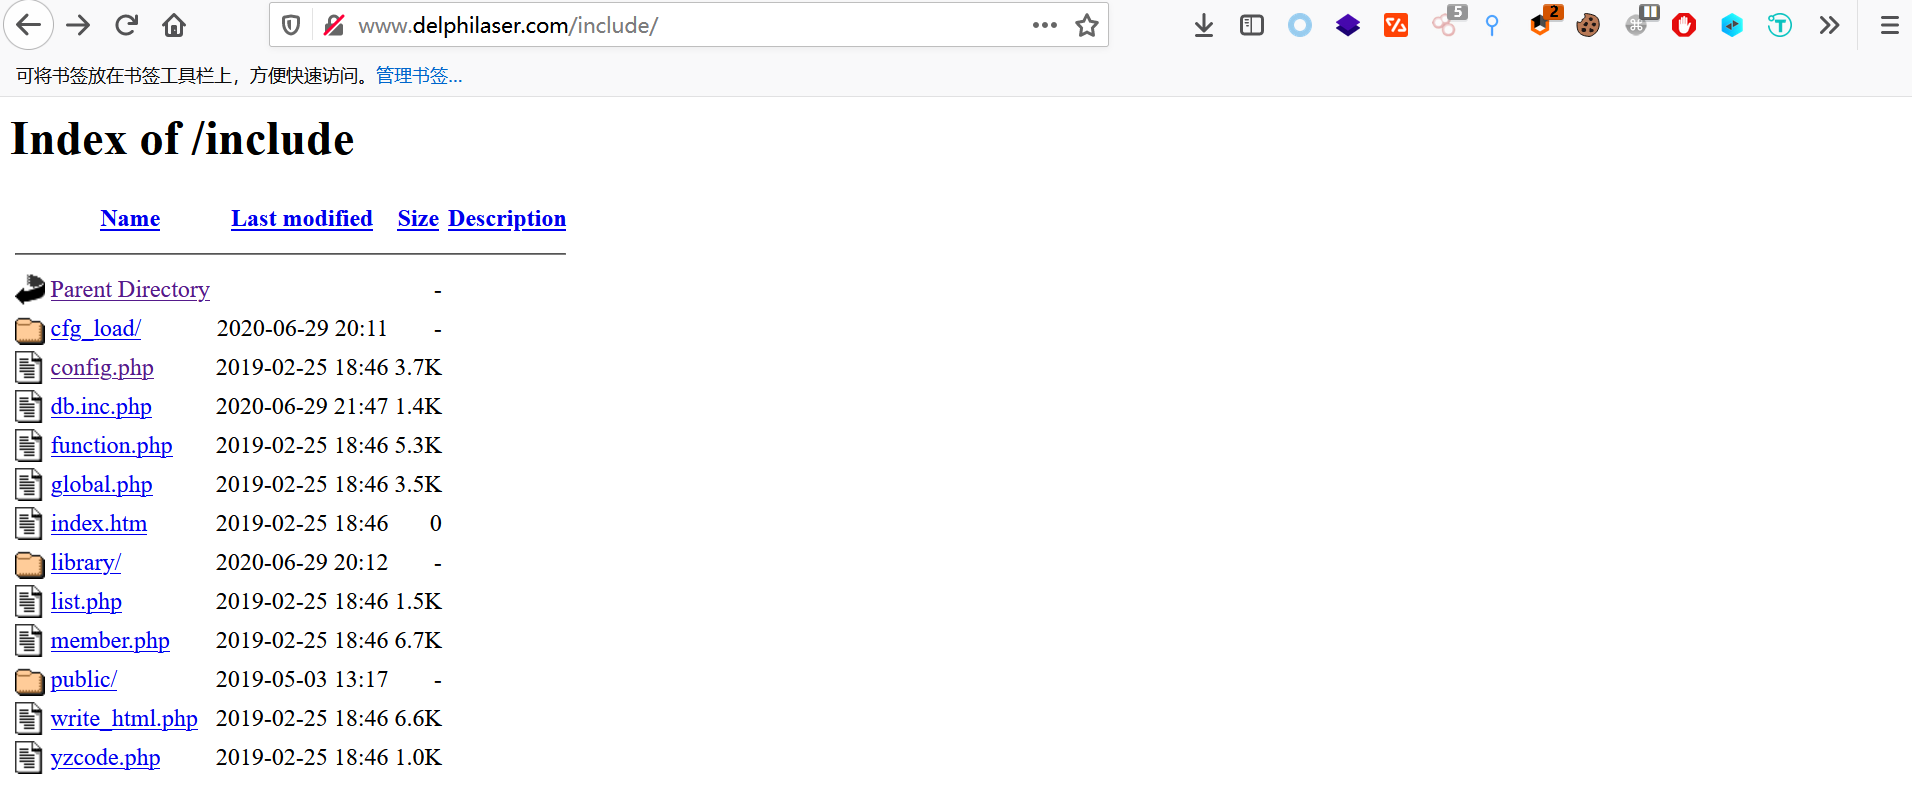 www.delphilaser.com/include/
5
2
可将书签放在书签工具栏上，方便快速访问。管理书签...
Index of /include
Name Last modified Size Description
Parent Directory -
cfg_load/ 2020-06-29 20:11 -
config.php 2019-02-25 18:46 3.7K
db.inc.php 2020-06-29 21:47 1.4K
function.php 2019-02-25 18:46 5.3K
global.php 2019-02-25 18:46 3.5K
index.htm 2019-02-25 18:46 0
library/ 2020-06-29 20:12 -
list.php 2019-02-25 18:46 1.5K
member.php 2019-02-25 18:46 6.7K
public/ 2019-05-03 13:17 -
write_html.php 2019-02-25 18:46 6.6K
yzcode.php 2019-02-25 18:46 1.0K